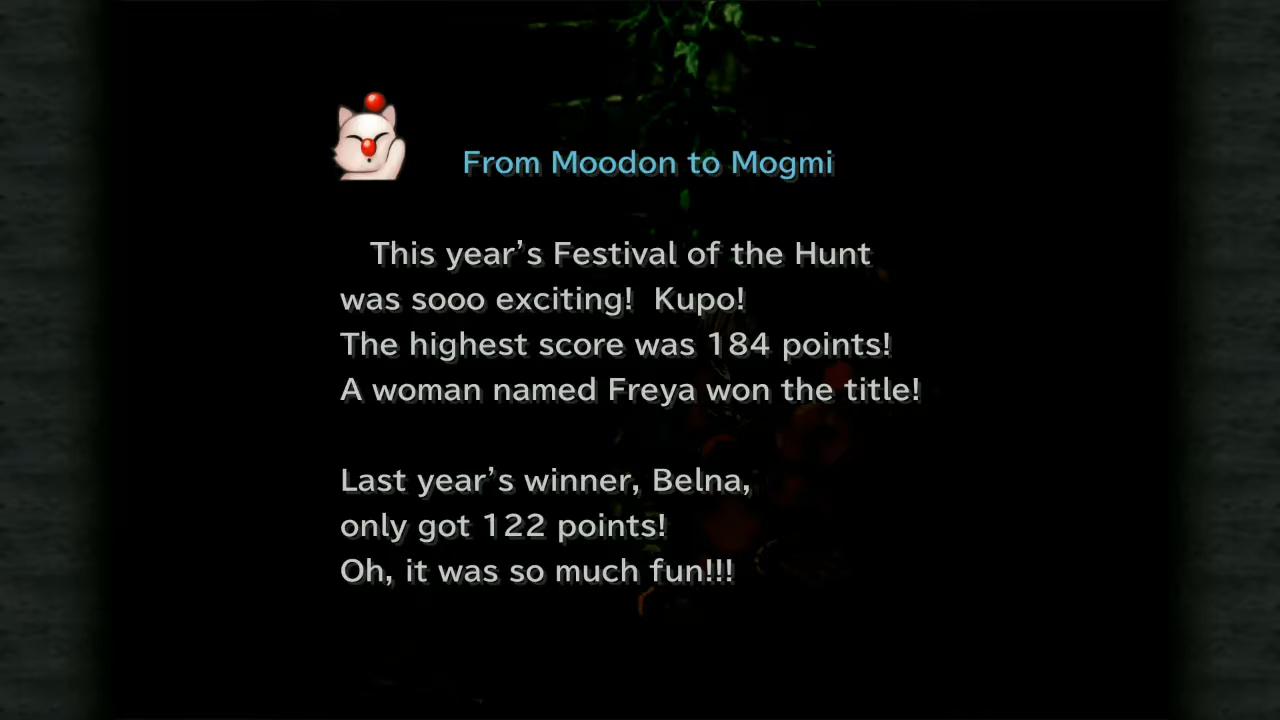 From Moodon to Mogmi
This year's Festival of the Hunt
was sooo exciting!  Kupo!
The highest score was 184 points!
A woman named Freya won the title!
Last year's winner, Belna,
only got 122 points!
Oh, it was so much fun!!!